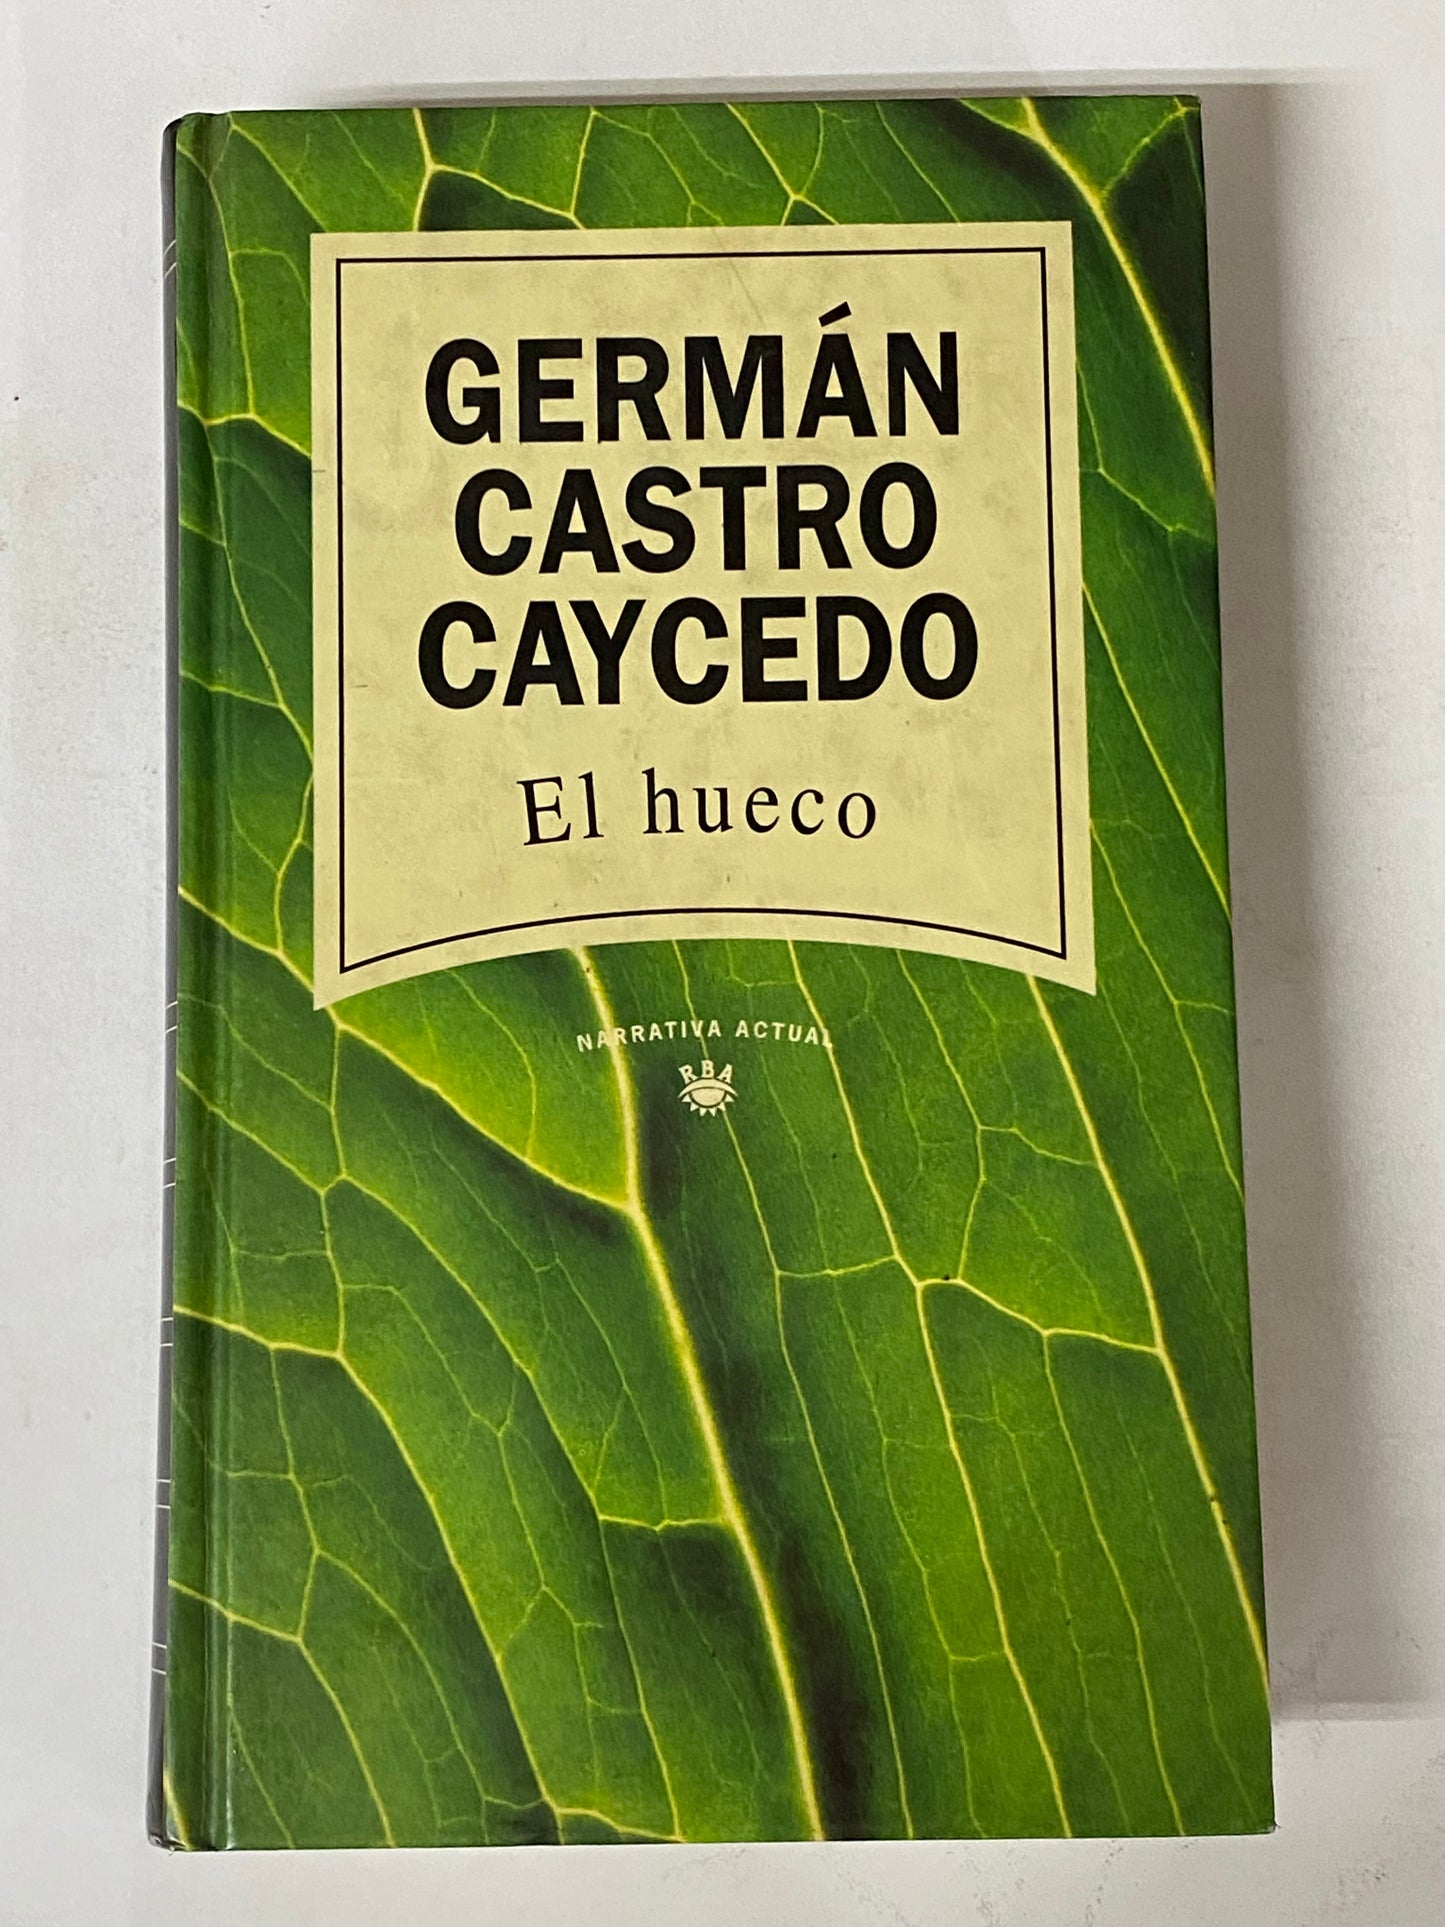 GERMÁN
CASTRO
CAYCEDO
El hueco
NARRATIVA ACTUAL
RBA